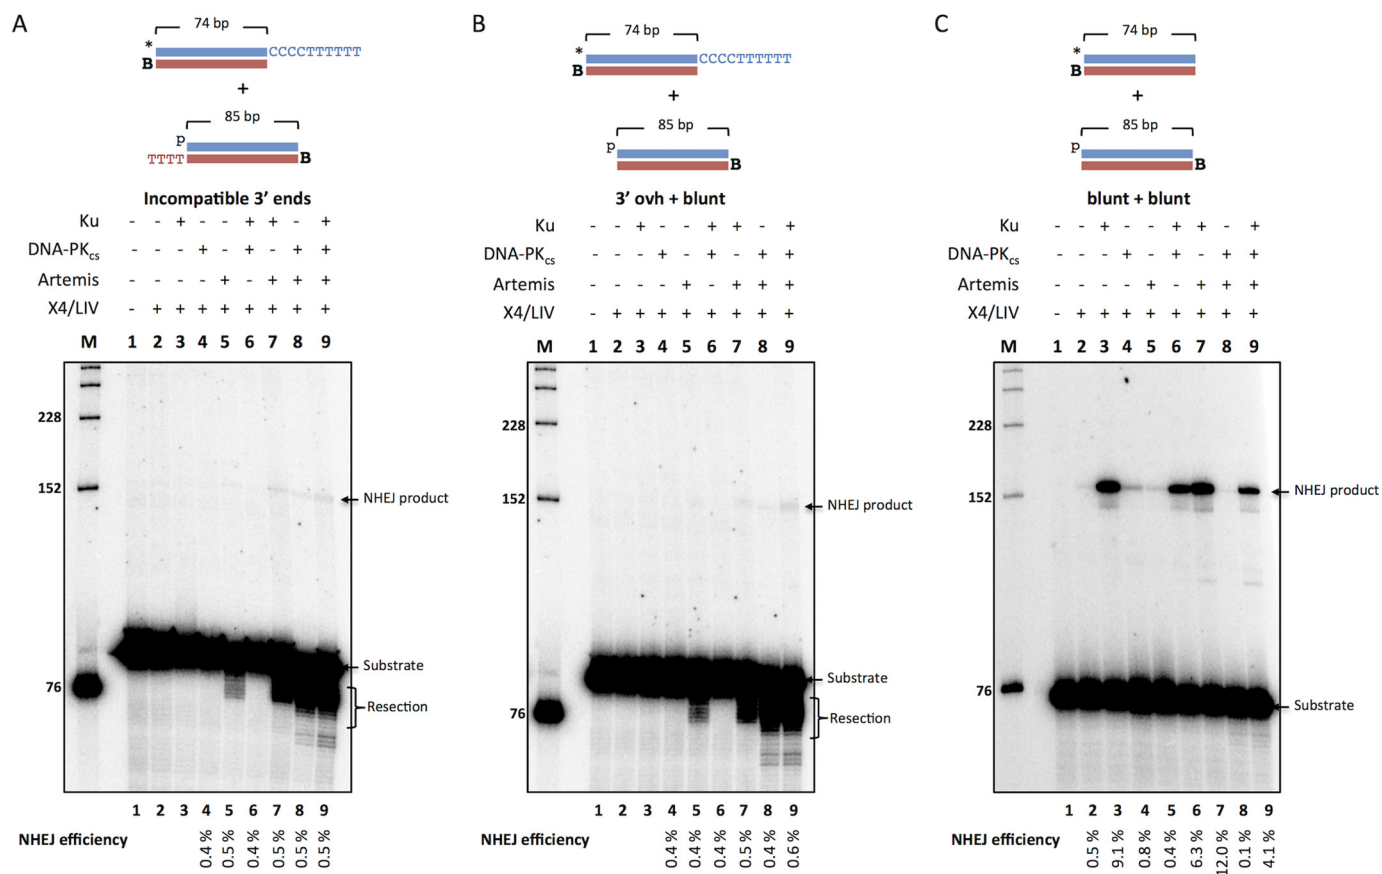 A
74 bp
*
CCCCTTTTTT
B
+
85 bp
p
TTTT
B
Incompatible 3' ends
Ku - - + - - + + - +
DNA-PKcs - - - + - + - + +
Artemis - - - - + - + + +
X4/LIV - + + + + + + + +
M 1 2 3 4 5 6 7 8 9
228
152
NHEJ product
Substrate
76
Resection
1 2 3 4 5 6 7 8 9
NHEJ efficiency 0.4 % 0.5 % 0.4 % 0.5 % 0.5 % 0.5 %
B
74 bp
*
CCCCTTTTTT
B
+
85 bp
p
B
3' ovh + blunt
Ku - - + - - + + - +
DNA-PKcs - - - + - + - + +
Artemis - - - - + - + + +
X4/LIV - + + + + + + + +
M 1 2 3 4 5 6 7 8 9
228
152
NHEJ product
Substrate
76
Resection
1 2 3 4 5 6 7 8 9
NHEJ efficiency 0.4 % 0.4 % 0.4 % 0.5 % 0.4 % 0.6 %
C
74 bp
*
B
+
85 bp
p
B
blunt + blunt
Ku - - + - - + + - +
DNA-PKcs - - - + - + - + +
Artemis - - - - + - + + +
X4/LIV - + + + + + + + +
M 1 2 3 4 5 6 7 8 9
228
152
NHEJ product
76
Substrate
1 2 3 4 5 6 7 8 9
NHEJ efficiency 0.5 % 9.1 % 0.8 % 0.4 % 6.3 % 12.0 % 0.1 % 4.1 %